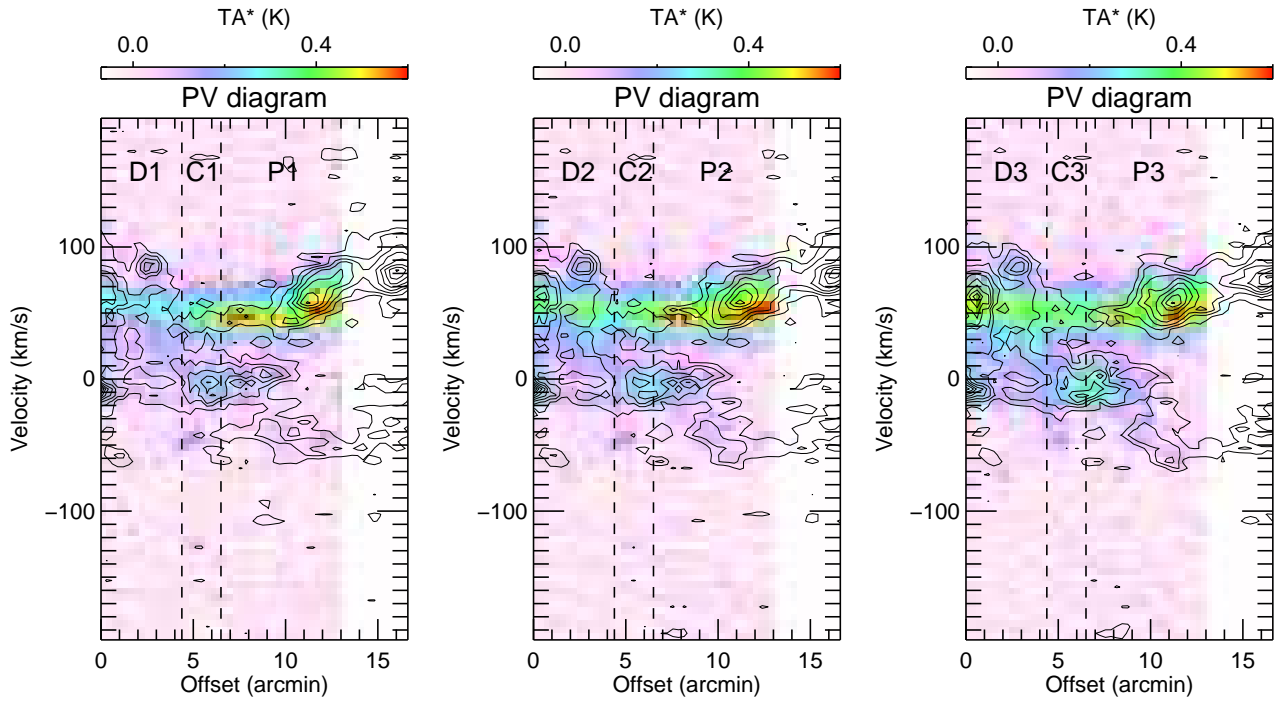 TA* (K) TA* (K) TA* (K)
0.0 0.4 0.0 0.4 0.0 0.4
PV diagram PV diagram PV diagram
D1 C1 P1 D2 C2 P2 D3 C3 P3
100 100 100
0 0 0
−100 −100 −100
Velocity (km/s) Velocity (km/s) Velocity (km/s)
0 5 10 15 0 5 10 15 0 5 10 15
Offset (arcmin) Offset (arcmin) Offset (arcmin)